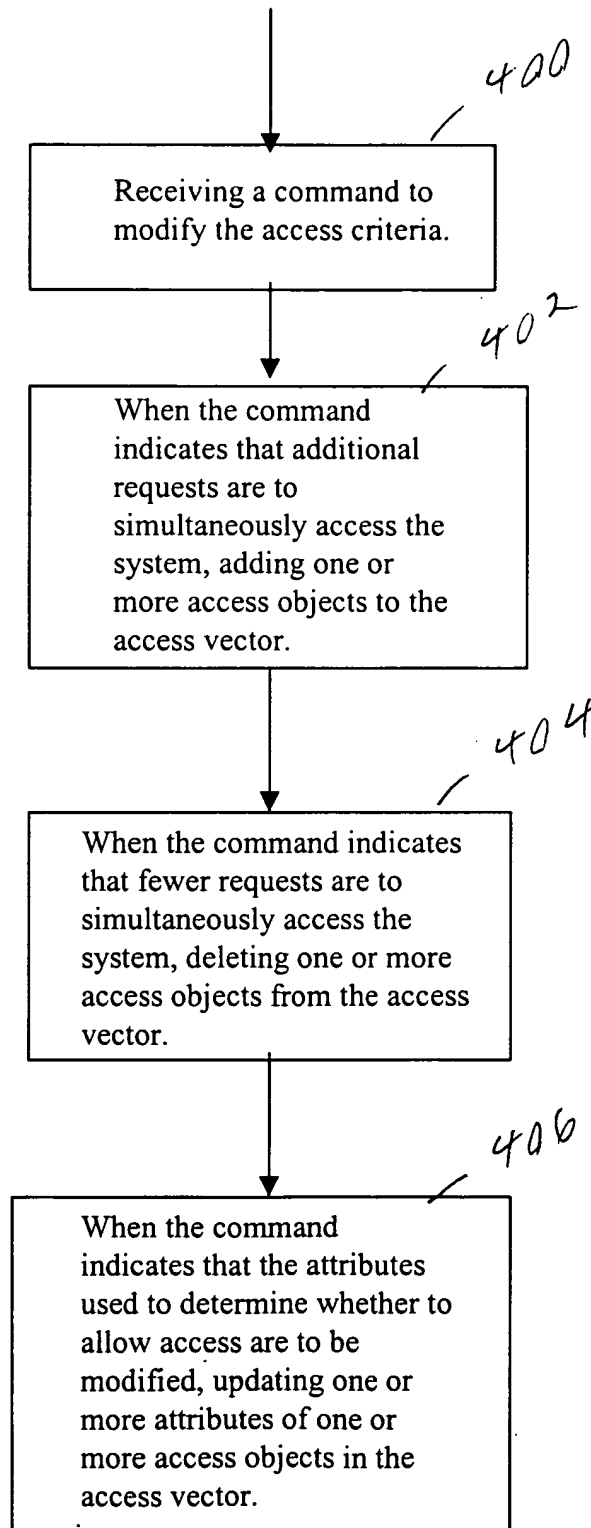 400
Receiving a command to
modify the access criteria.
402
When the command
indicates that additional
requests are to
simultaneously access the
system, adding one or
more access objects to the
access vector.
404
When the command indicates
that fewer requests are to
simultaneously access the
system, deleting one or more
access objects from the access
vector.
406
When the command
indicates that the attributes
used to determine whether to
allow access are to be
modified, updating one or
more attributes of one or
more access objects in the
access vector.